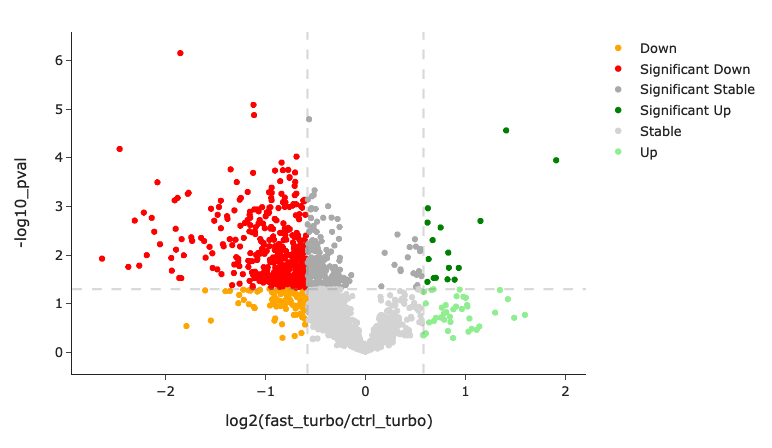 Down
Significant Down
Significant Stable
Significant Up
Stable
Up
6
5
4
3
2
1
0
-log10_pval
−2 −1 0 1 2
log2(fast_turbo/ctrl_turbo)